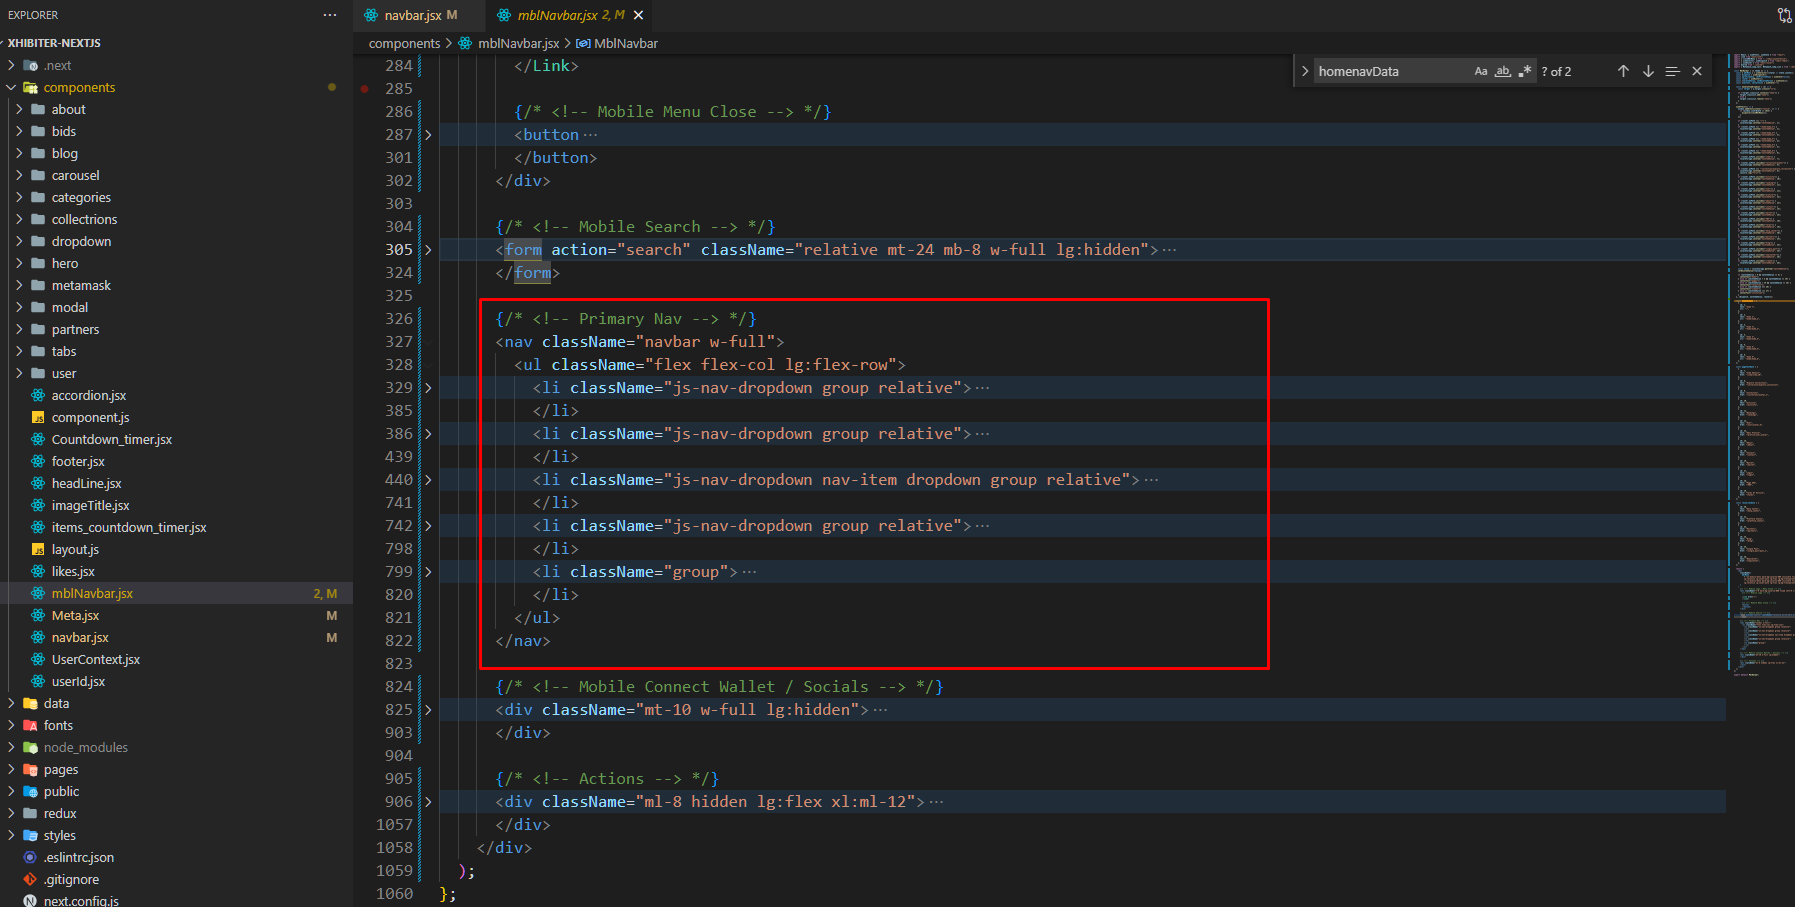 EXPLORER
···
XHIBITER-NEXTJS
.next
components
about
bids
blog
carousel
categories
collectrions
dropdown
hero
metamask
modal
partners
tabs
user
accordion.jsx
component.js
Countdown_timer.jsx
footer.jsx
headLine.jsx
imageTitle.jsx
items_countdown_timer.jsx
layout.js
likes.jsx
mblNavbar.jsx 2, M
Meta.jsx M
navbar.jsx M
UserContext.jsx
userId.jsx
data
fonts
node_modules
pages
public
redux
styles
.eslintrc.json
.gitignore
next.config.js
navbar.jsx M
mblNavbar.jsx 2, M
components > mblNavbar.jsx > MblNavbar
homenavData Aa ab .* ? of 2
284 </Link>
285
286 {/* <!-- Mobile Menu Close --> */}
287 <button ···
301 </button>
302 </div>
303
304 {/* <!-- Mobile Search --> */}
305 <form action="search" className="relative mt-24 mb-8 w-full lg:hidden"> ···
324 </form>
325
326 {/* <!-- Primary Nav --> */}
327 <nav className="navbar w-full">
328 <ul className="flex flex-col lg:flex-row">
329 <li className="js-nav-dropdown group relative"> ···
385 </li>
386 <li className="js-nav-dropdown group relative"> ···
439 </li>
440 <li className="js-nav-dropdown nav-item dropdown group relative"> ···
741 </li>
742 <li className="js-nav-dropdown group relative"> ···
798 </li>
799 <li className="group"> ···
820 </li>
821 </ul>
822 </nav>
823
824 {/* <!-- Mobile Connect Wallet / Socials --> */}
825 <div className="mt-10 w-full lg:hidden"> ···
903 </div>
904
905 {/* <!-- Actions --> */}
906 <div className="ml-8 hidden lg:flex xl:ml-12"> ···
1057 </div>
1058 </div>
1059 );
1060 };